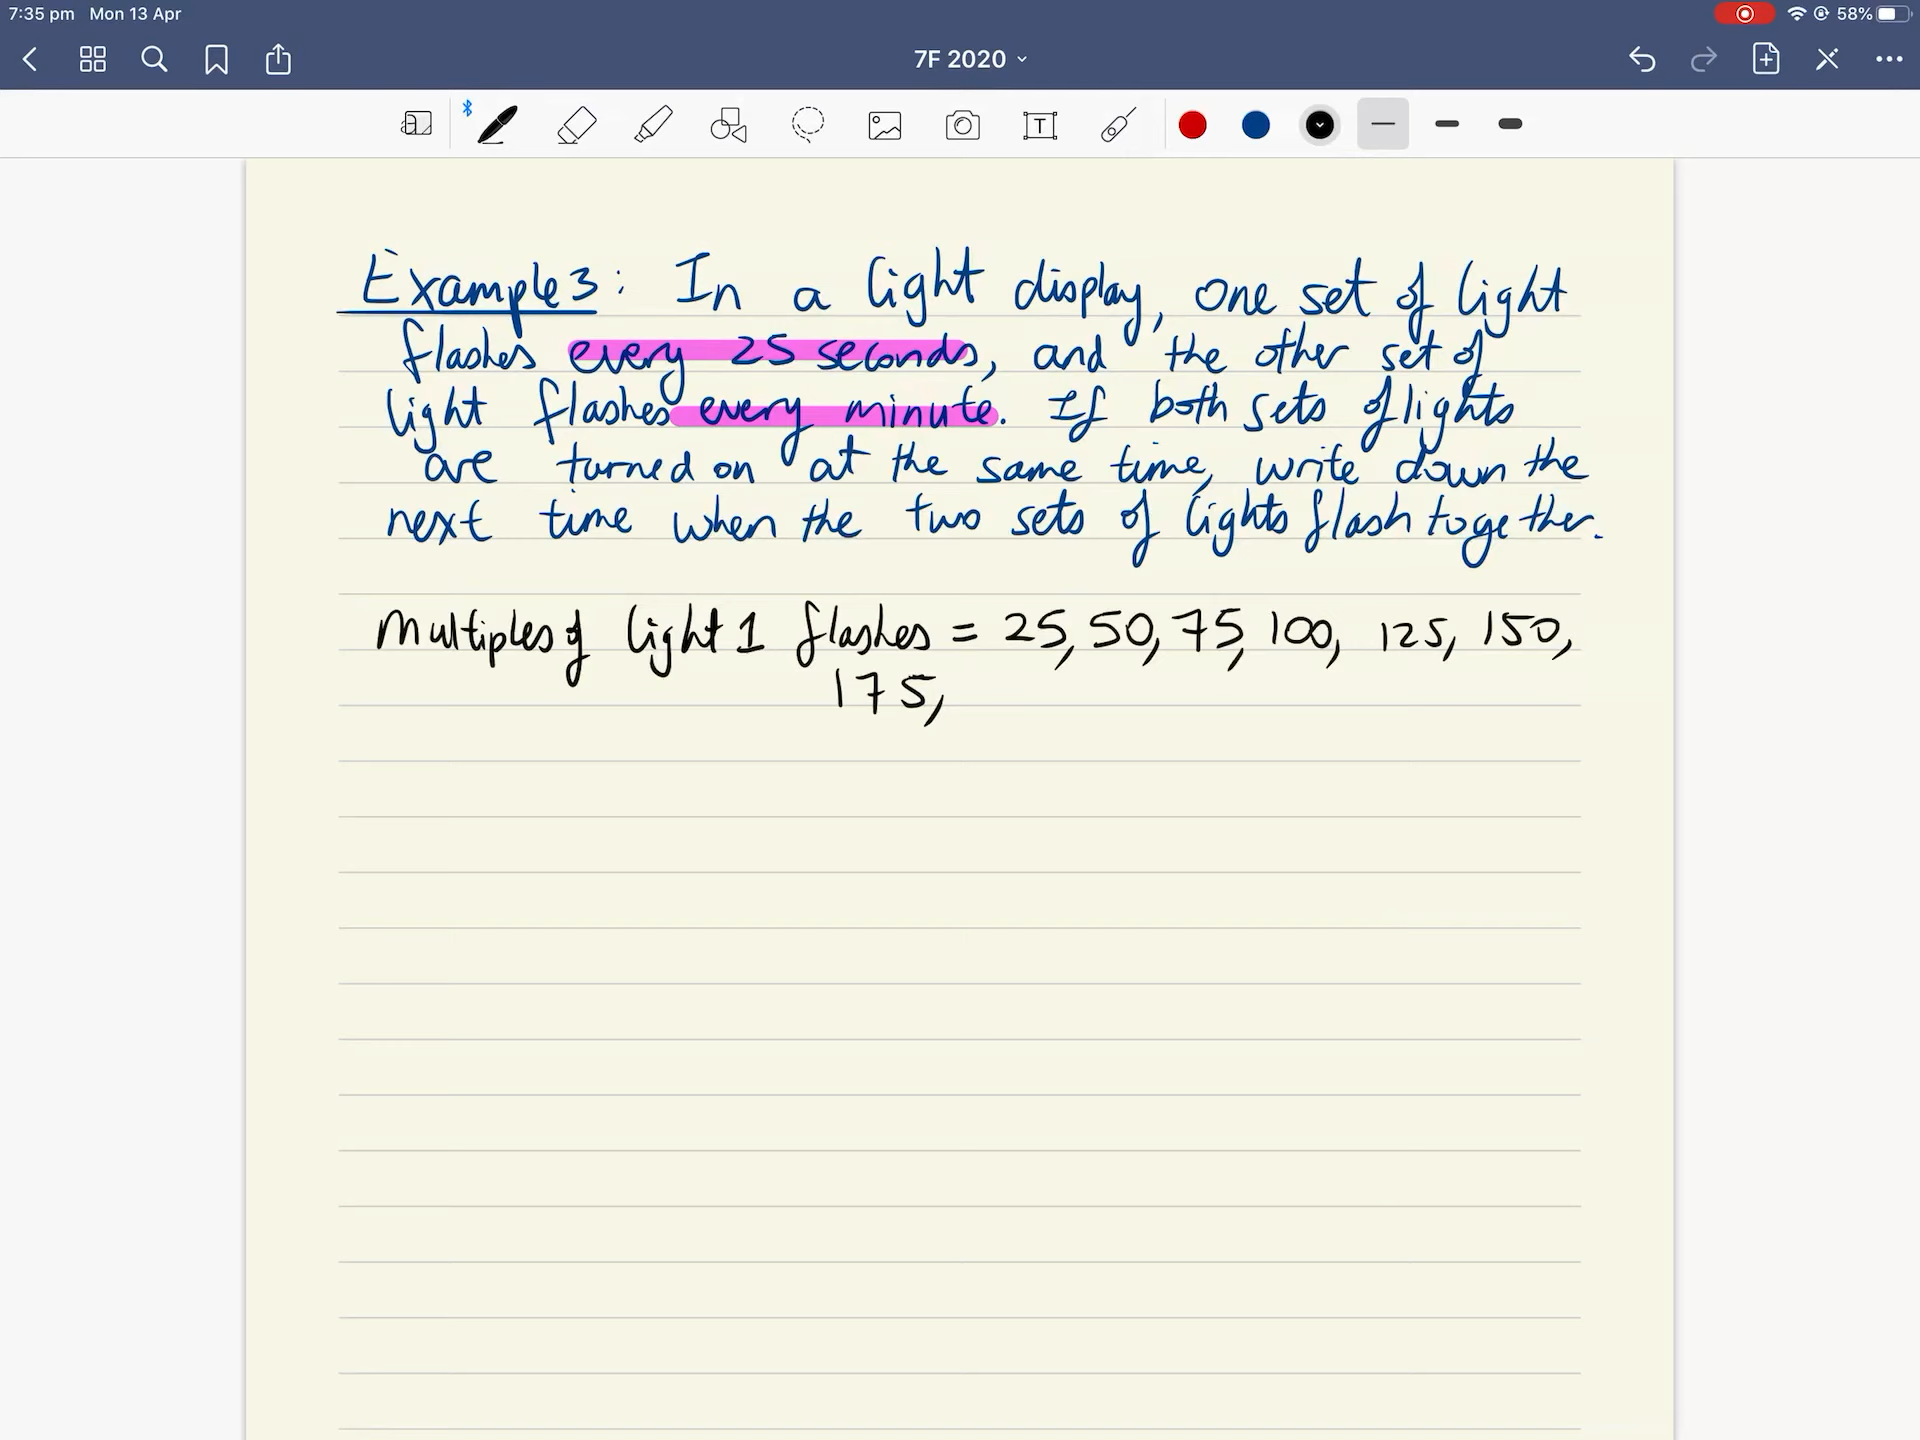 7:35 pm Mon 13 Apr
58%
7F 2020
Example 3: In a light display, one set of light
flashes every 25 seconds, and the other set of
light flashes every minute. If both sets of lights
are turned on at the same time, write down the
next time when the two sets of lights flash together.
Multiples of light 1 flashes = 25, 50, 75, 100, 125, 150,
175,